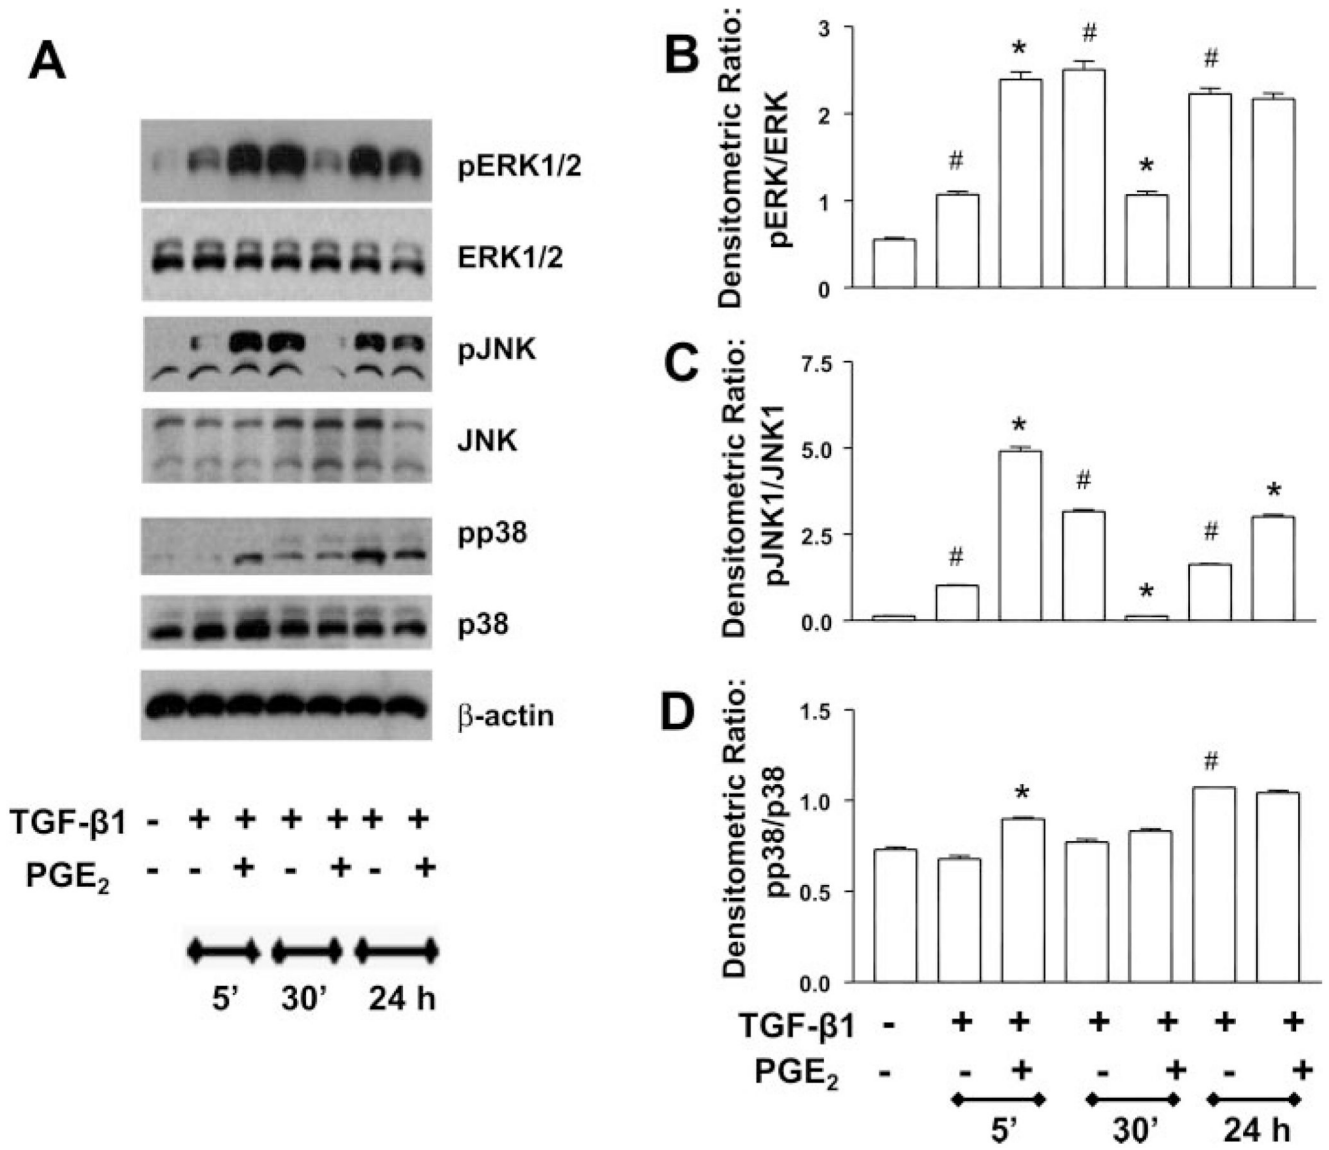 A
pERK1/2
ERK1/2
pJNK
JNK
pp38
p38
β-actin
TGF-β1 - + + + + + +
PGE2 - - + - + - +
5’ 30’ 24 h
B
Densitometric Ratio:
pERK/ERK
3
2
1
0
# * # * #
C
Densitometric Ratio:
pJNK1/JNK1
7.5
5.0
2.5
0.0
# * # * # *
D
Densitometric Ratio:
pp38/p38
1.5
1.0
0.5
0.0
* #
TGF-β1 - + + + + + +
PGE2 - - + - + - +
5’ 30’ 24 h